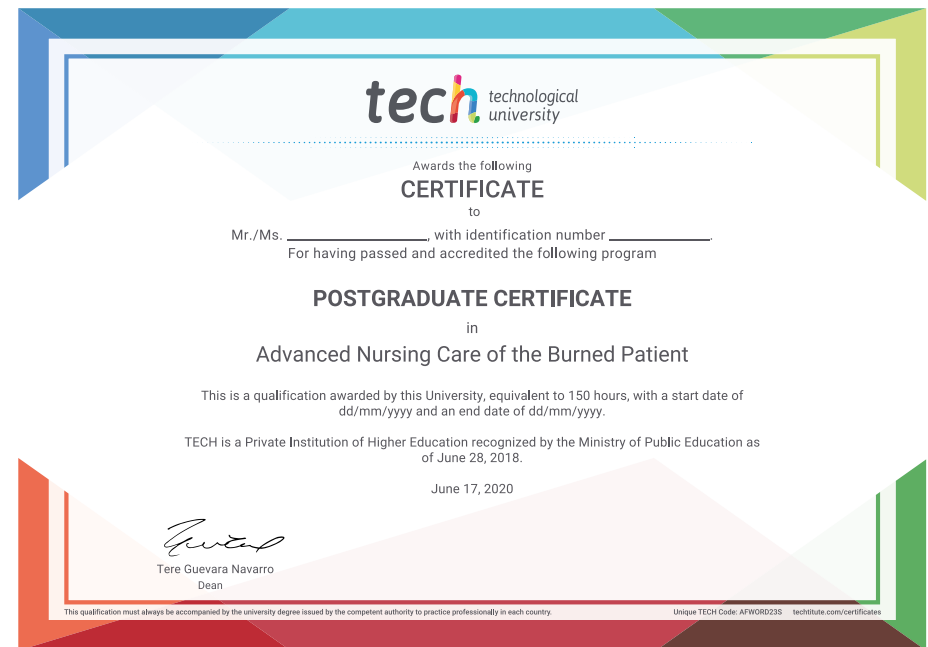 tech technological
university
Awards the following
CERTIFICATE
to
Mr./Ms. ____________________, with identification number ______________.
For having passed and accredited the following program
POSTGRADUATE CERTIFICATE
in
Advanced Nursing Care of the Burned Patient
This is a qualification awarded by this University, equivalent to 150 hours, with a start date of
dd/mm/yyyy and an end date of dd/mm/yyyy.
TECH is a Private Institution of Higher Education recognized by the Ministry of Public Education as
of June 28, 2018.
June 17, 2020
Tere Guevara Navarro
Dean
This qualification must always be accompanied by the university degree issued by the competent authority to practice professionally in each country.
Unique TECH Code: AFWORD23S techtitute.com/certificates